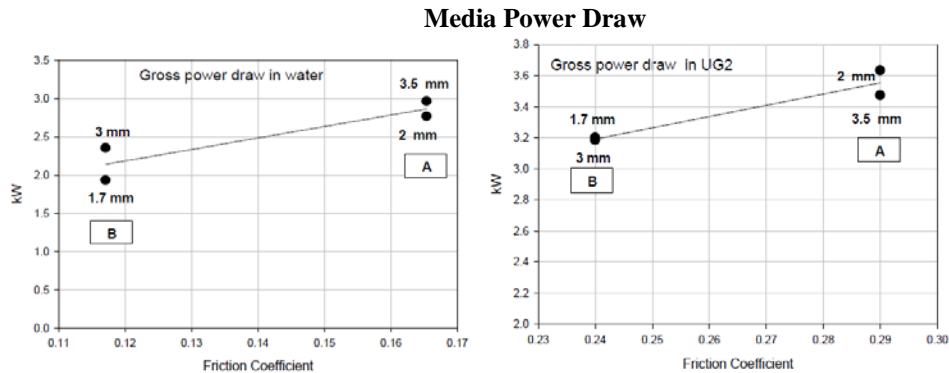 Media Power Draw
Gross power draw in water
kW
3.5
3.0
2.5
2.0
1.5
1.0
0.5
0.0
3 mm
1.7 mm
B
3.5 mm
2 mm
A
0.11
0.12
0.13
0.14
0.15
0.16
0.17
Friction Coefficient
Gross power draw In UG2
kW
3.8
3.6
3.4
3.2
3.0
2.8
2.6
2.4
2.2
2.0
1.7 mm
3 mm
B
2 mm
3.5 mm
A
0.23
0.24
0.25
0.26
0.27
0.28
0.29
0.30
Friction Coefficient